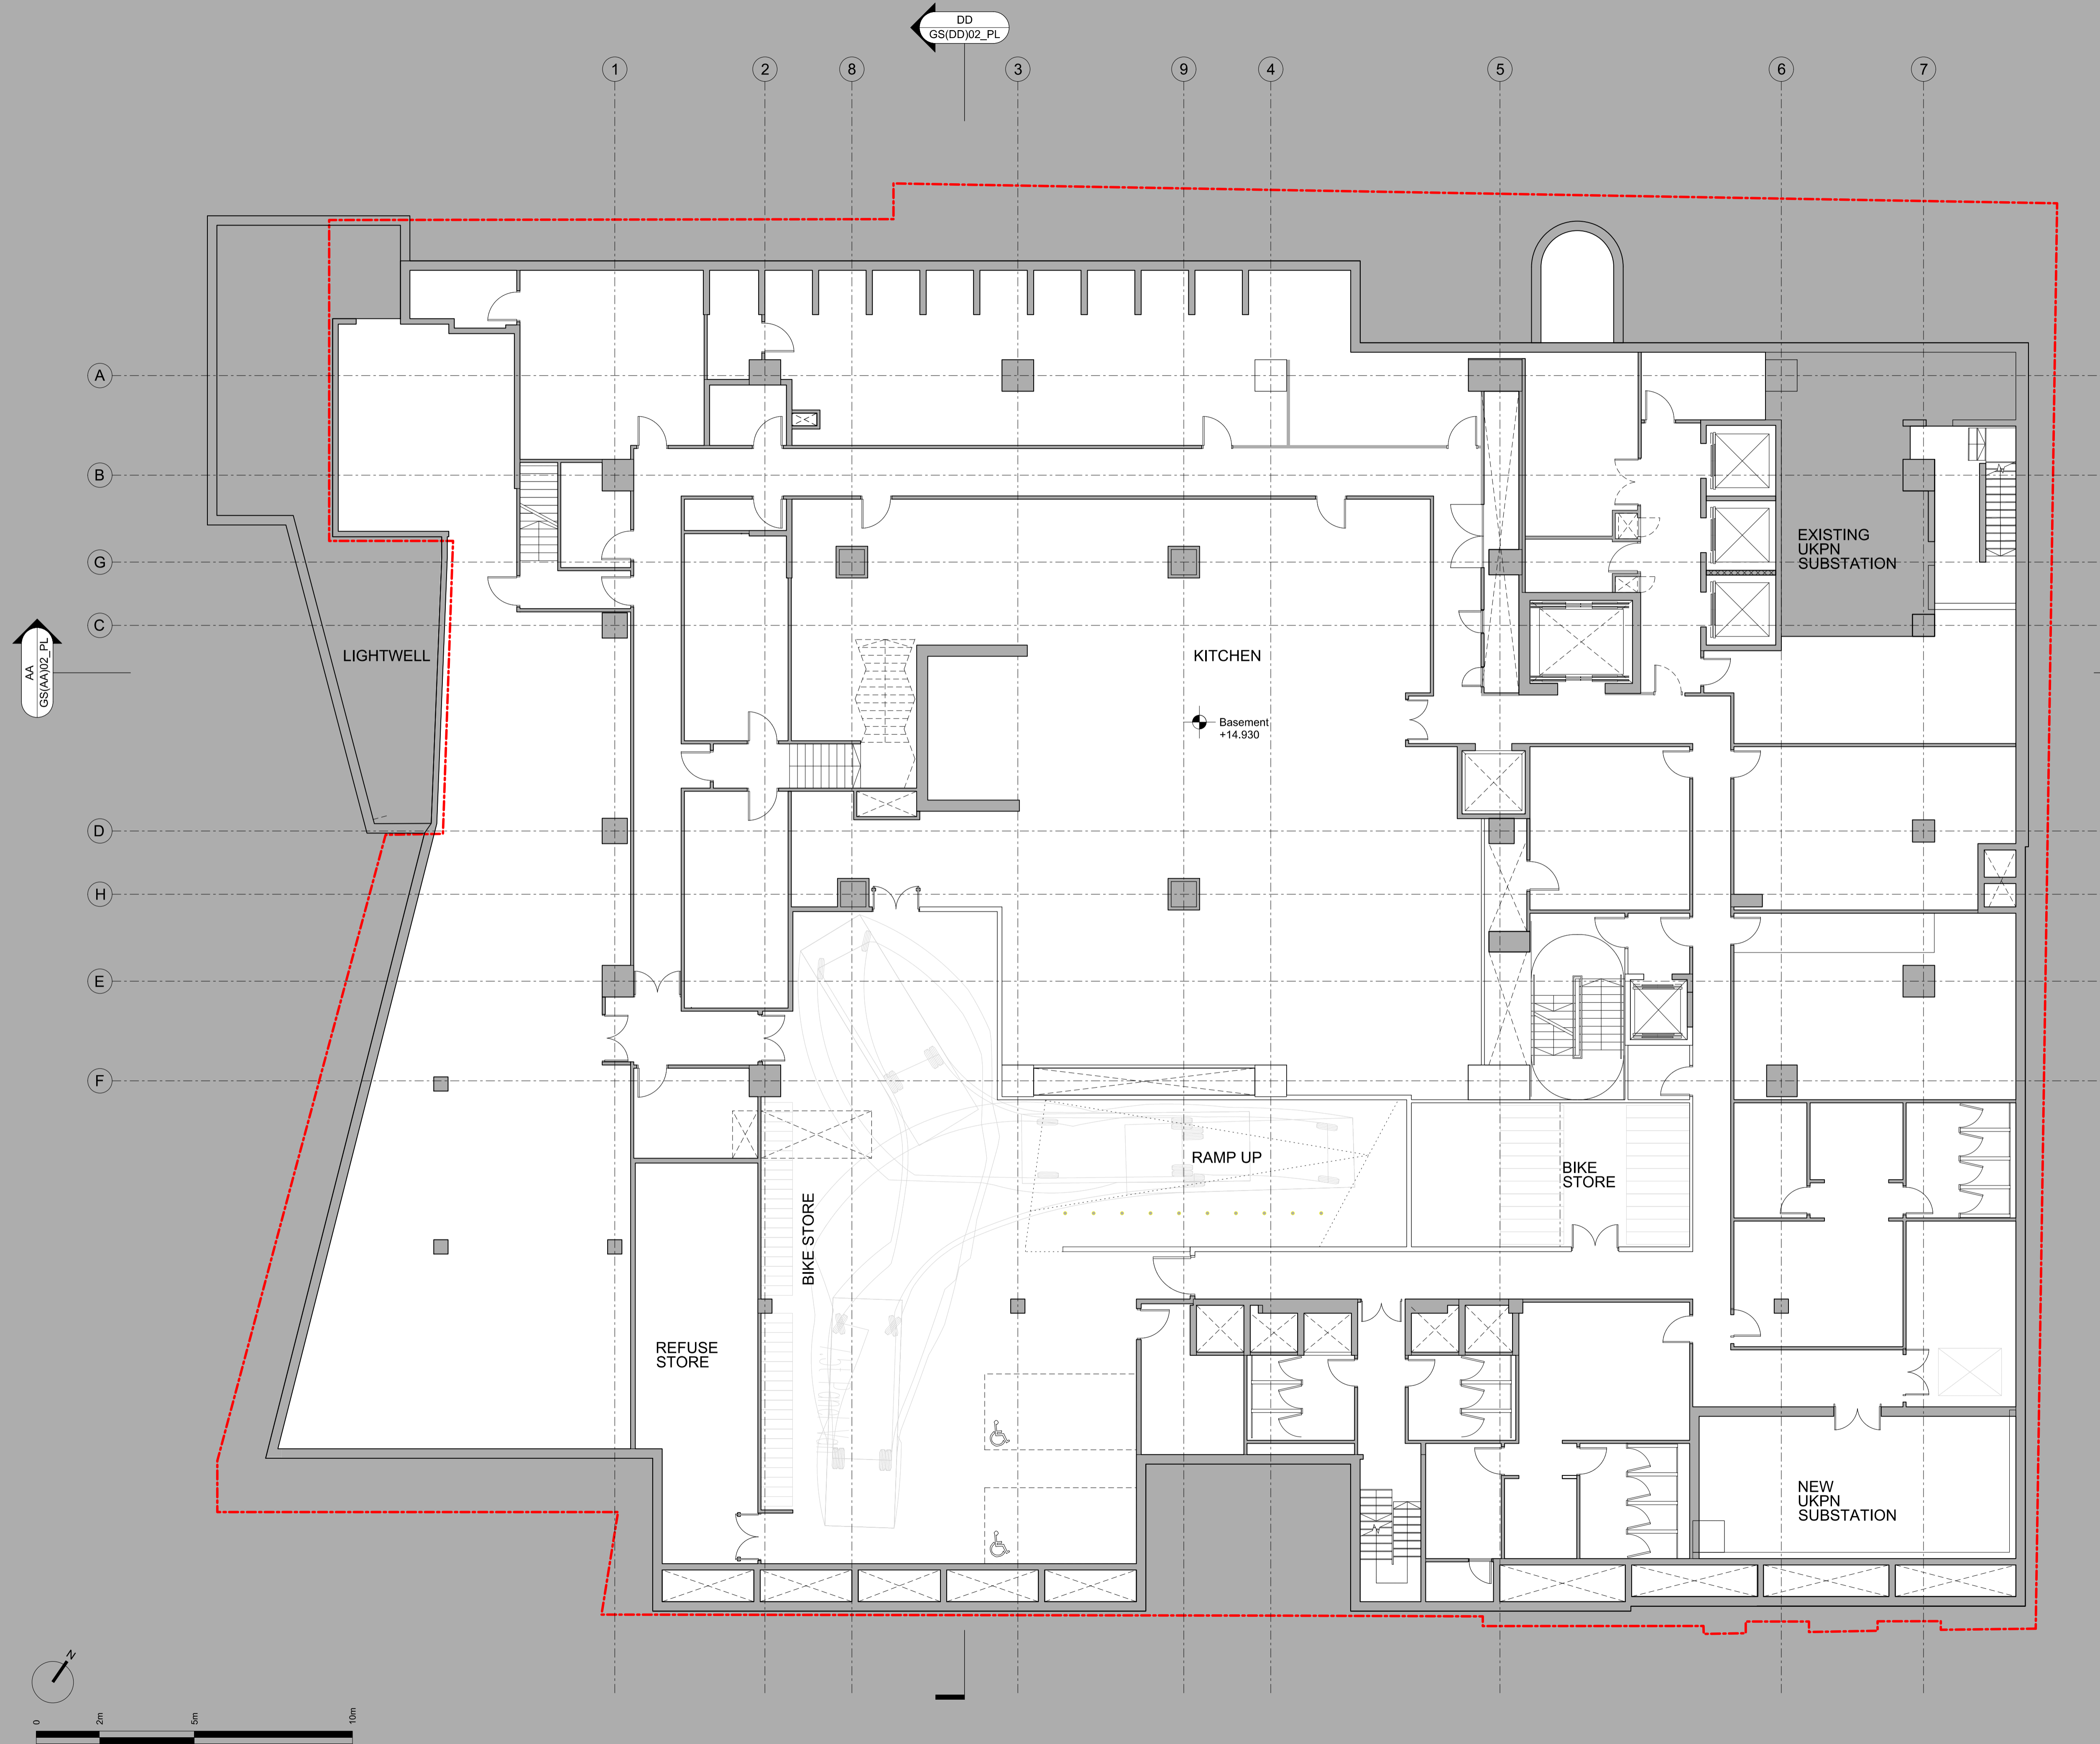 DD
GS(DD)02_PL
1
2
8
3
9
4
5
6
7
A
B
G
C
D
H
E
F
AA
GS(AA)02_PL
LIGHTWELL
KITCHEN
Basement
+14.930
EXISTING
UKPN
SUBSTATION
RAMP UP
BIKE
STORE
BIKE STORE
REFUSE
STORE
NEW
UKPN
SUBSTATION
N
0
2m
5m
10m